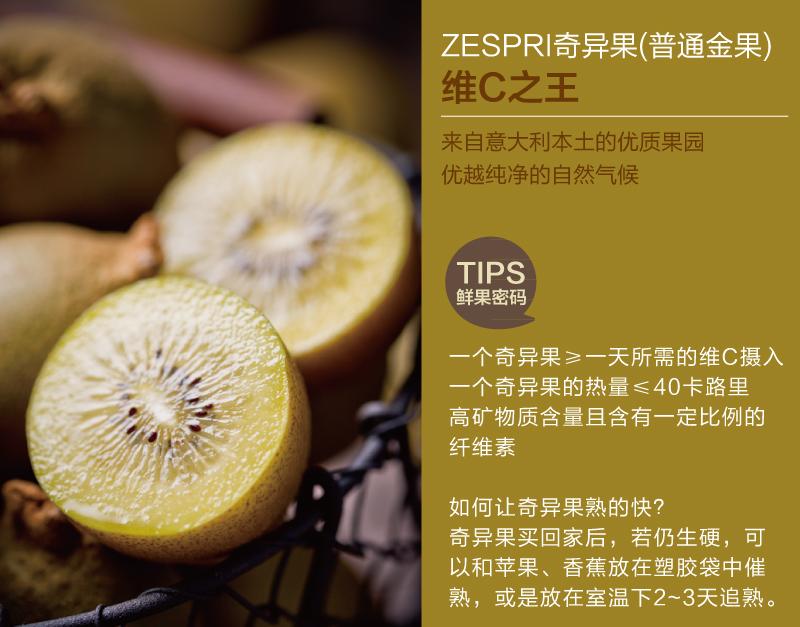 ZESPRI奇异果(普通金果)
维C之王
来自意大利本土的优质果园
优越纯净的自然气候
TIPS
鲜果密码
一个奇异果≥一天所需的维C摄入
一个奇异果的热量≤40卡路里
高矿物质含量且含有一定比例的
纤维素
如何让奇异果熟的快?
奇异果买回家后，若仍生硬，可
以和苹果、香蕉放在塑胶袋中催
熟，或是放在室温下2~3天追熟。